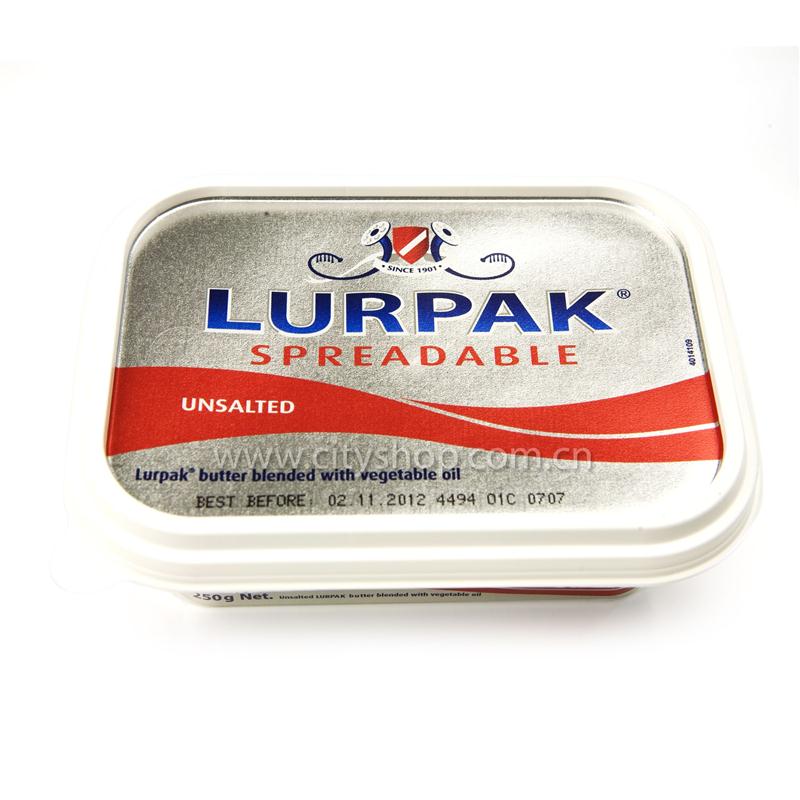 • SINCE 1901 •
LURPAK®
SPREADABLE
4014109
UNSALTED
www.cityshop.com.cn
Lurpak® butter blended with vegetable oil
BEST BEFORE: 02.11.2012 4494 01C 0707
250g Net. Unsalted LURPAK butter blended with vegetable oil